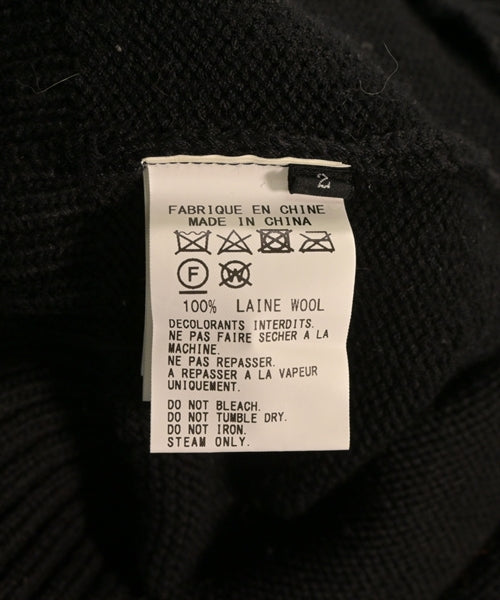 2
FABRIQUE EN CHINE
MADE IN CHINA
F W
100% LAINE WOOL
DECOLORANTS INTERDITS.
NE PAS FAIRE SECHER A LA
MACHINE.
NE PAS REPASSER.
A REPASSER A LA VAPEUR
UNIQUEMENT.
DO NOT BLEACH.
DO NOT TUMBLE DRY.
DO NOT IRON.
STEAM ONLY.